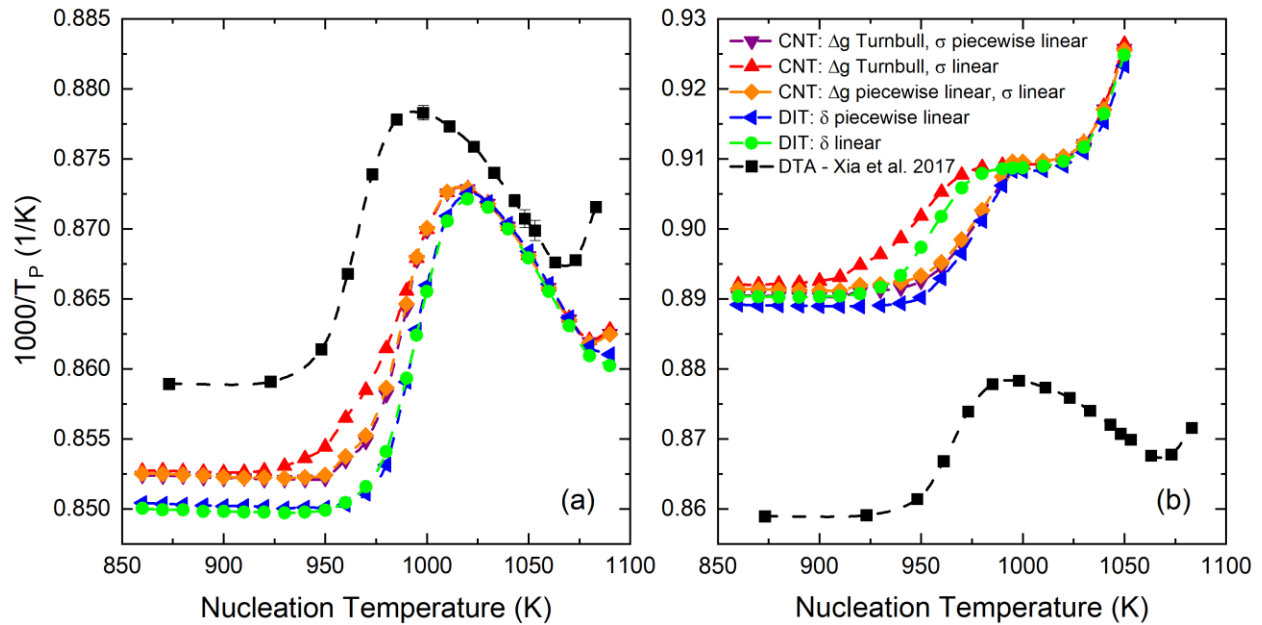 0.885
0.880
0.875
0.870
0.865
0.860
0.855
0.850
1000/T_P (1/K)
850 900 950 1000 1050 1100
Nucleation Temperature (K)
(a)
0.93
0.92
0.91
0.90
0.89
0.88
0.87
0.86
CNT: Δg Turnbull, σ piecewise linear
CNT: Δg Turnbull, σ linear
CNT: Δg piecewise linear, σ linear
DIT: δ piecewise linear
DIT: δ linear
DTA - Xia et al. 2017
(b)
850 900 950 1000 1050 1100
Nucleation Temperature (K)